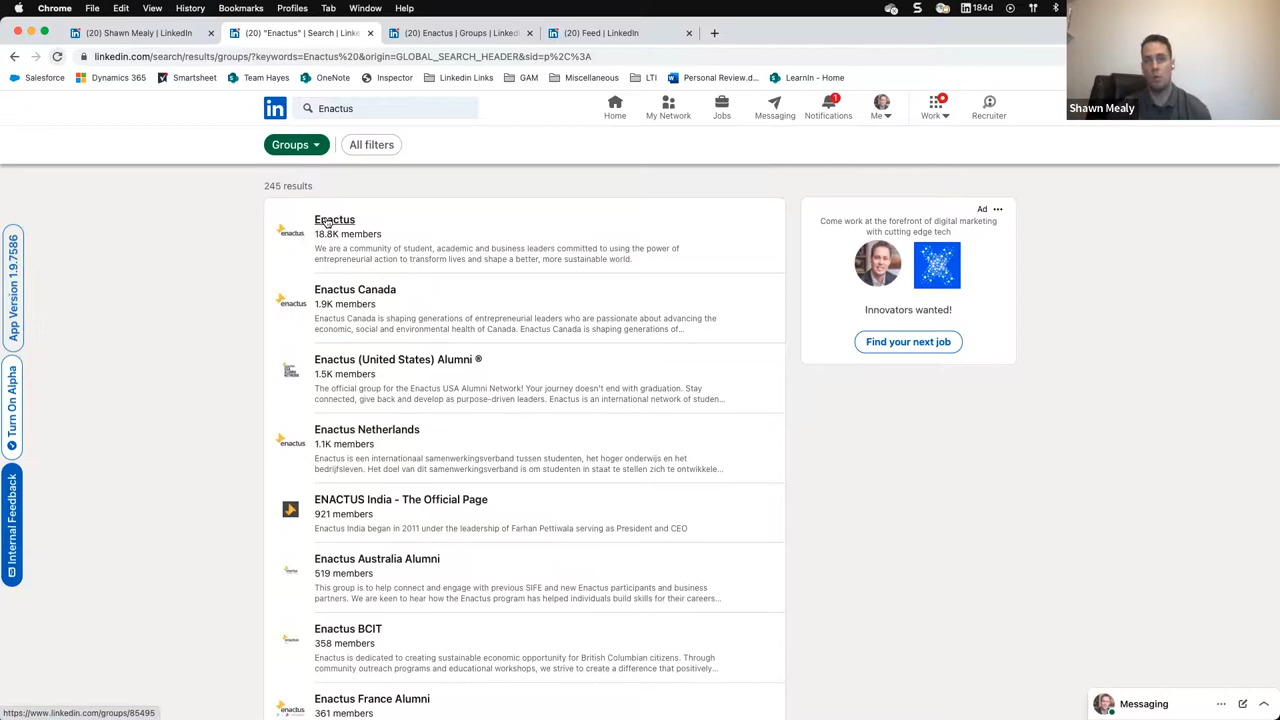 Chrome File Edit View History Bookmarks Profiles Tab Window Help
184d
(20) Shawn Mealy | LinkedIn
(20) "Enactus" | Search | Linke
(20) Enactus | Groups | LinkedI
(20) Feed | LinkedIn
linkedin.com/search/results/groups/?keywords=Enactus%20&origin=GLOBAL_SEARCH_HEADER&sid=p%2C%3A
Salesforce Dynamics 365 Smartsheet Team Hayes OneNote Inspector Linkedin Links GAM Miscellaneous LTI Personal Review.d... LearnIn - Home
Shawn Mealy
in
Enactus
Home
My Network
Jobs
Messaging
1
Notifications
Me
Work
Recruiter
Groups
All filters
245 results
Enactus
18.8K members
We are a community of student, academic and business leaders committed to using the power of
entrepreneurial action to transform lives and shape a better, more sustainable world.
enactus
Enactus Canada
1.9K members
Enactus Canada is shaping generations of entrepreneurial leaders who are passionate about advancing the
economic, social and environmental health of Canada. Enactus Canada is shaping generations of...
enactus
Enactus (United States) Alumni ®
1.5K members
The official group for the Enactus USA Alumni Network! Your journey doesn't end with graduation. Stay
connected, give back and develop as purpose-driven leaders. Enactus is an international network of studen...
Enactus Netherlands
1.1K members
Enactus is een internationaal samenwerkingsverband tussen studenten, het hoger onderwijs en het
bedrijfsleven. Het doel van dit samenwerkingsverband is om studenten in staat te stellen zich te ontwikkele...
enactus
ENACTUS India - The Official Page
921 members
Enactus India began in 2011 under the leadership of Farhan Pettiwala serving as President and CEO
Enactus Australia Alumni
519 members
This group is to help connect and engage with previous SIFE and new Enactus participants and business
partners. We are keen to hear how the Enactus program has helped individuals build skills for their careers...
Enactus BCIT
358 members
Enactus is dedicated to creating sustainable economic opportunity for British Columbian citizens. Through
community outreach programs and educational workshops, we strive to create a difference that positively...
Enactus France Alumni
361 members
enactus
Ad
Come work at the forefront of digital marketing
with cutting edge tech
Innovators wanted!
Find your next job
App Version 1.9.7586
Turn On Alpha
Internal Feedback
https://www.linkedin.com/groups/85495
Messaging